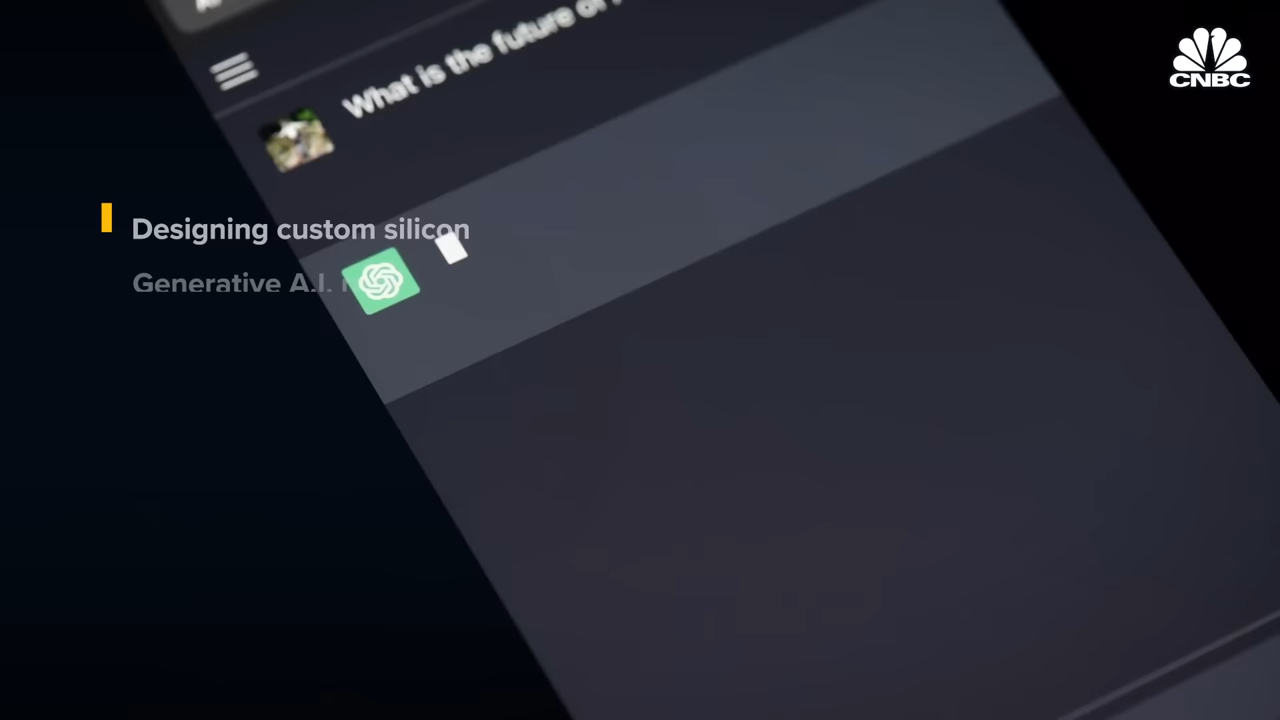 What is the future of
CNBC
Designing custom silicon
Generative A.I.